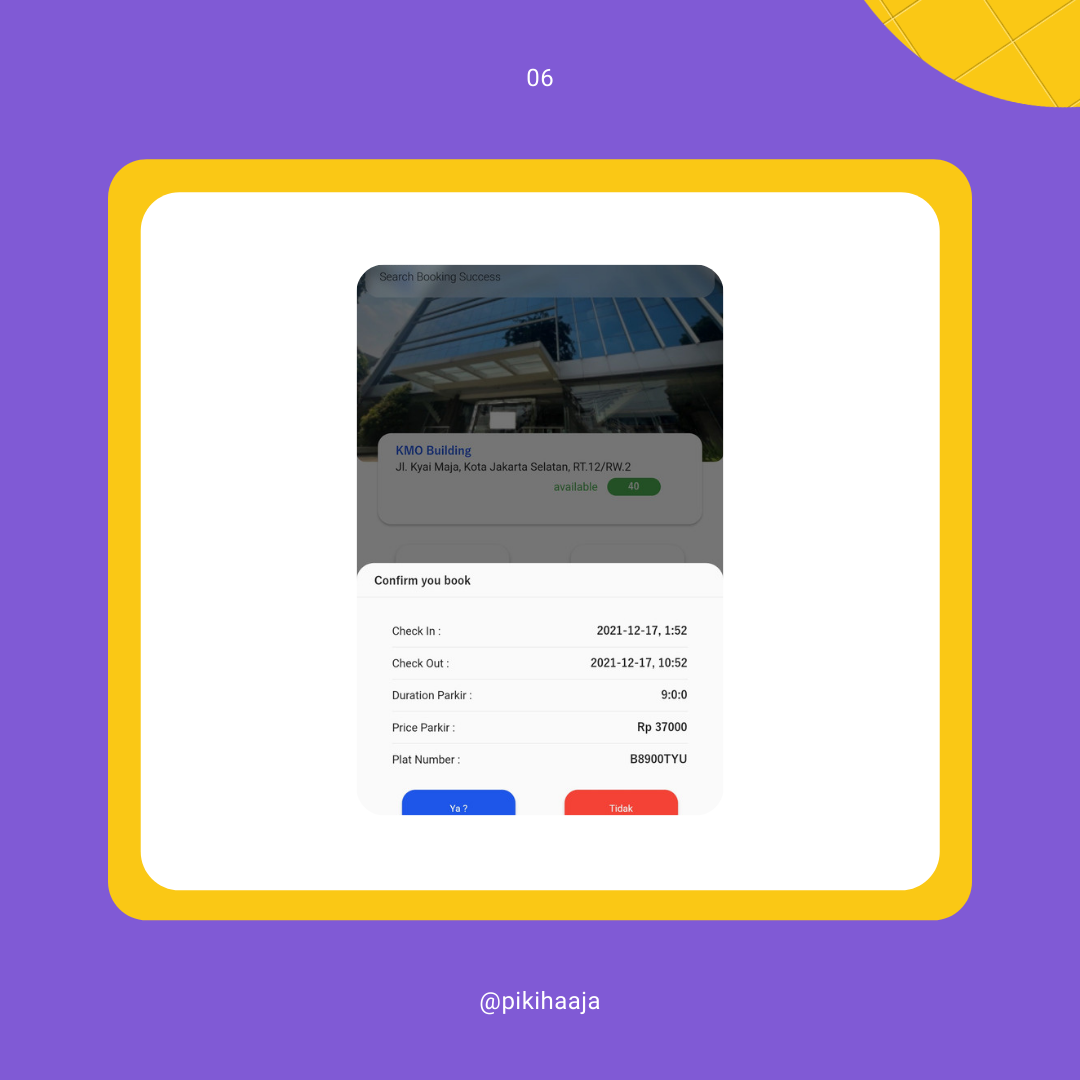 06
Search Booking Success
KMO Building
Jl. Kyai Maja, Kota Jakarta Selatan, RT.12/RW.2
available 40
Confirm you book
Check In : 2021-12-17, 1:52
Check Out : 2021-12-17, 10:52
Duration Parkir : 9:0:0
Price Parkir : Rp 37000
Plat Number : B8900TYU
Ya ? Tidak
@pikihaaja